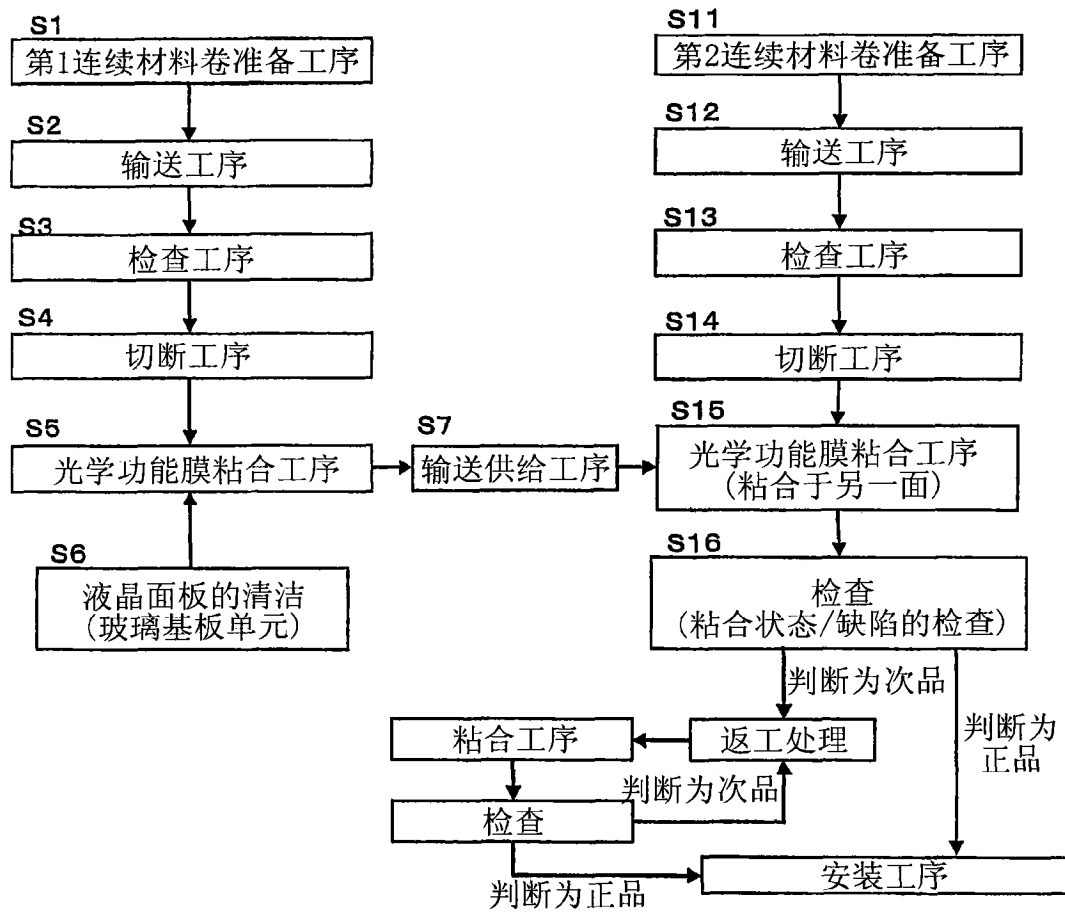 S1
第1连续材料卷准备工序
S2
输送工序
S3
检查工序
S4
切断工序
S5
光学功能膜粘合工序
S6
液晶面板的清洁
(玻璃基板单元)
S7
输送供给工序
S11
第2连续材料卷准备工序
S12
输送工序
S13
检查工序
S14
切断工序
S15
光学功能膜粘合工序
(粘合于另一面)
S16
检查
(粘合状态/缺陷的检查)
判断为次品
判断为
正品
返工处理
粘合工序
判断为次品
检查
判断为正品
安装工序